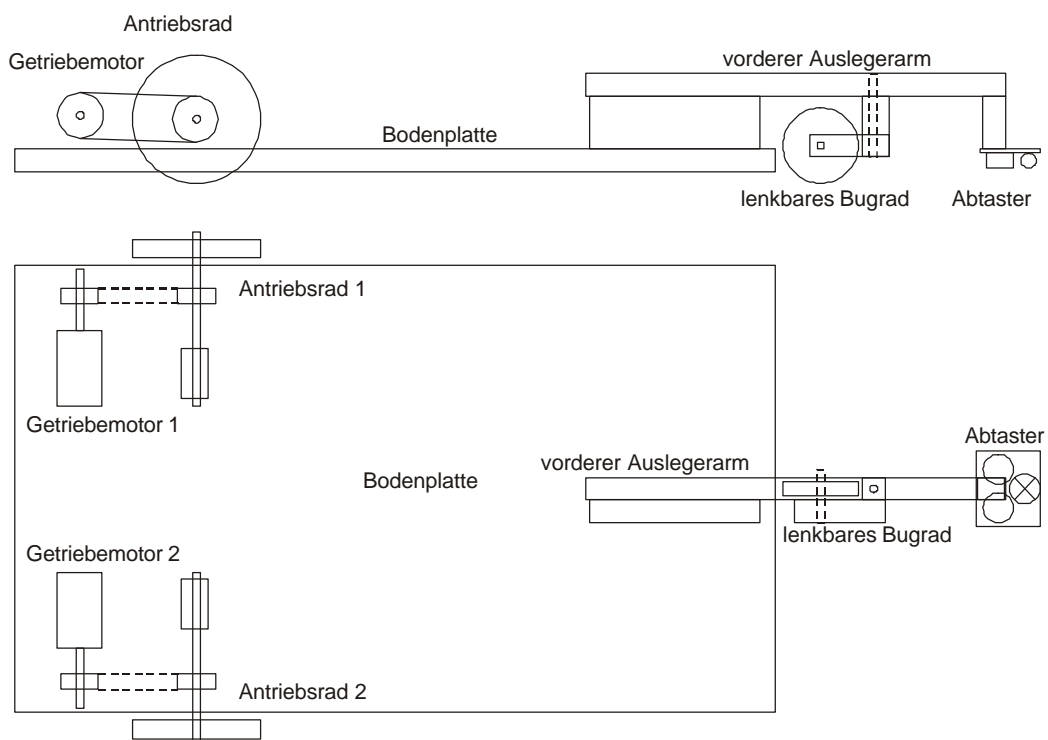 Antriebsrad
Getriebemotor
vorderer Auslegerarm
Bodenplatte
lenkbares Bugrad
Abtaster
Antriebsrad 1
Getriebemotor 1
Abtaster
vorderer Auslegerarm
Bodenplatte
lenkbares Bugrad
Getriebemotor 2
Antriebsrad 2